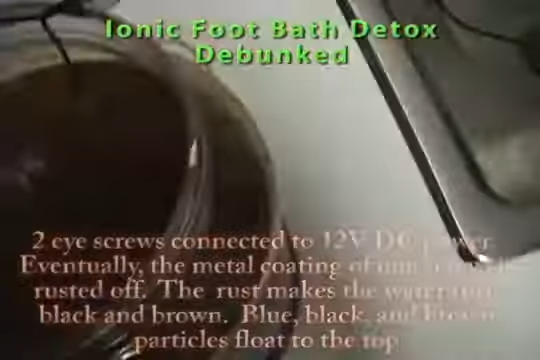 Ionic Foot Bath Detox
Debunked
2 eye screws connected to 12V DC power.
Eventually, the metal coating of
rusted off. The rust makes the water
black and brown. Blue, black, and brown
particles float to the top